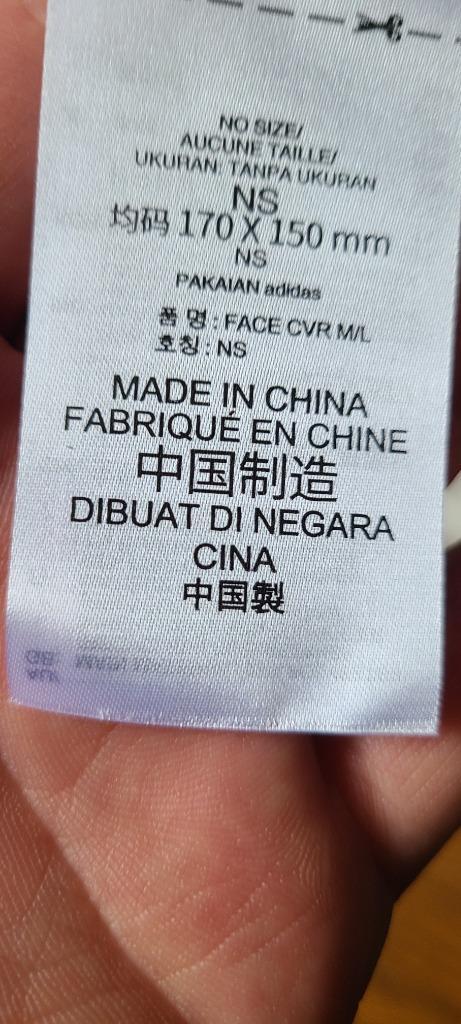 NO SIZE/
AUCUNE TAILLE/
UKURAN: TANPA UKURAN
NS
均码 170 X 150 mm
NS
PAKAIAN adidas
품 명 : FACE CVR M/L
호칭 : NS
MADE IN CHINA
FABRIQUÉ EN CHINE
中国制造
DIBUAT DI NEGARA
CINA
中国製